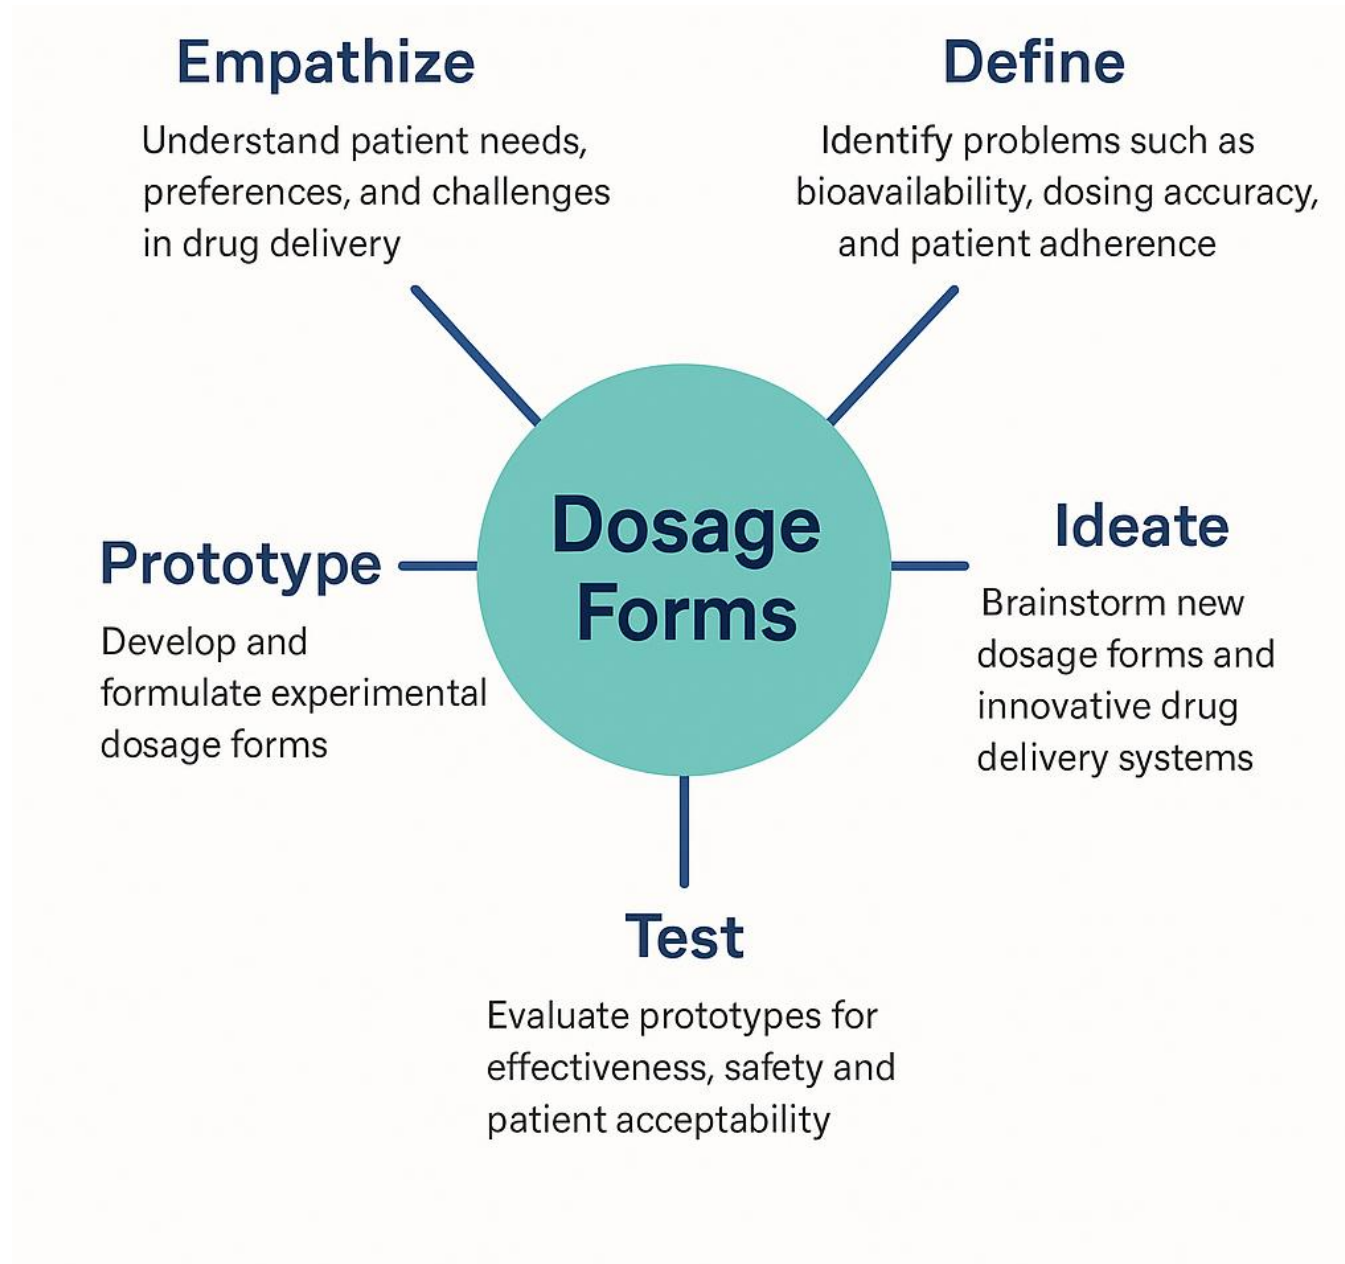 Empathize
Understand patient needs,
preferences, and challenges
in drug delivery
Define
Identify problems such as
bioavailability, dosing accuracy,
and patient adherence
Dosage
Forms
Ideate
Brainstorm new
dosage forms and
innovative drug
delivery systems
Prototype
Develop and
formulate experimental
dosage forms
Test
Evaluate prototypes for
effectiveness, safety and
patient acceptability